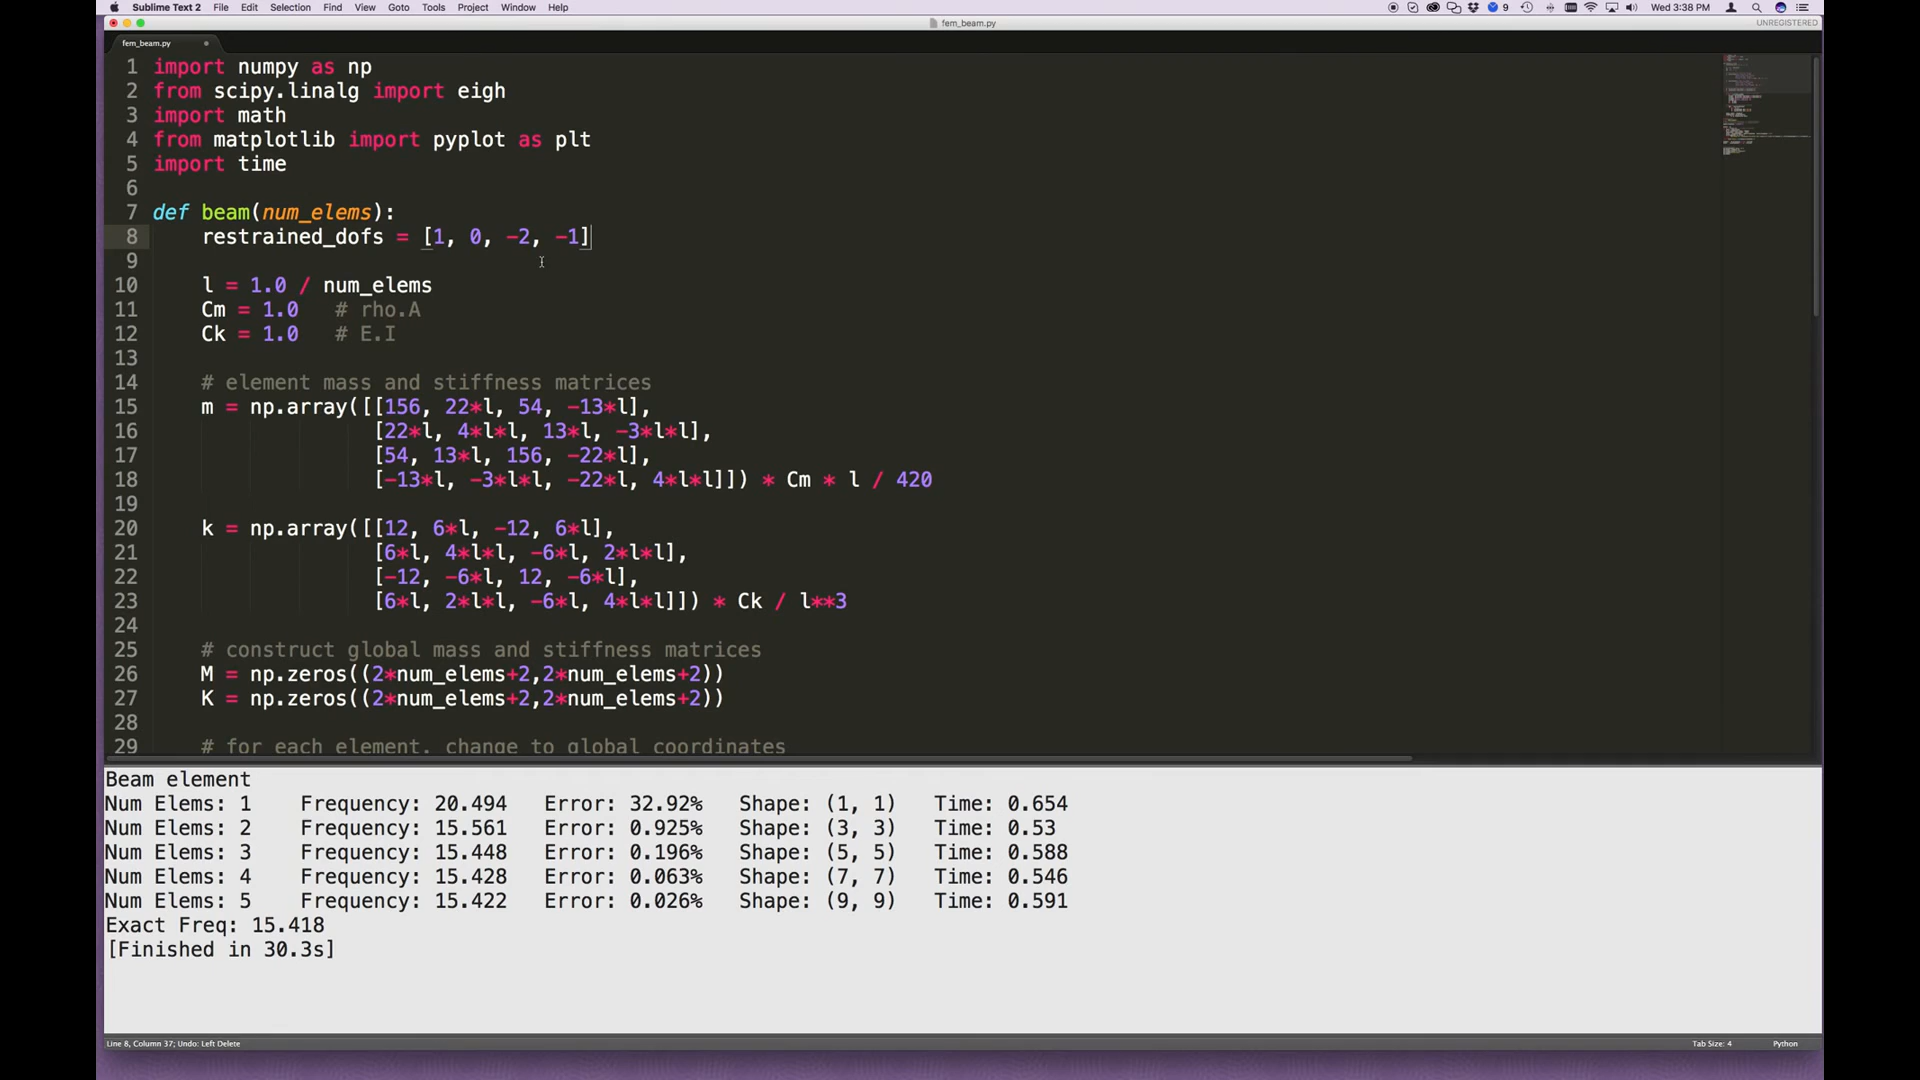 Sublime Text 2 File Edit Selection Find View Goto Tools Project Window Help 9 Wed 3:38 PM
fem_beam.py UNREGISTERED
fem_beam.py
1 import numpy as np
2 from scipy.linalg import eigh
3 import math
4 from matplotlib import pyplot as plt
5 import time
6
7 def beam(num_elems):
8     restrained_dofs = [1, 0, -2, -1]
9
10     l = 1.0 / num_elems
11     Cm = 1.0   # rho.A
12     Ck = 1.0   # E.I
13
14     # element mass and stiffness matrices
15     m = np.array([[156, 22*l, 54, -13*l],
16                   [22*l, 4*l*l, 13*l, -3*l*l],
17                   [54, 13*l, 156, -22*l],
18                   [-13*l, -3*l*l, -22*l, 4*l*l]]) * Cm * l / 420
19
20     k = np.array([[12, 6*l, -12, 6*l],
21                   [6*l, 4*l*l, -6*l, 2*l*l],
22                   [-12, -6*l, 12, -6*l],
23                   [6*l, 2*l*l, -6*l, 4*l*l]]) * Ck / l**3
24
25     # construct global mass and stiffness matrices
26     M = np.zeros((2*num_elems+2,2*num_elems+2))
27     K = np.zeros((2*num_elems+2,2*num_elems+2))
28
29     # for each element, change to global coordinates
Beam element
Num Elems: 1    Frequency: 20.494   Error: 32.92%   Shape: (1, 1)   Time: 0.654
Num Elems: 2    Frequency: 15.561   Error: 0.925%   Shape: (3, 3)   Time: 0.53
Num Elems: 3    Frequency: 15.448   Error: 0.196%   Shape: (5, 5)   Time: 0.588
Num Elems: 4    Frequency: 15.428   Error: 0.063%   Shape: (7, 7)   Time: 0.546
Num Elems: 5    Frequency: 15.422   Error: 0.026%   Shape: (9, 9)   Time: 0.591
Exact Freq: 15.418
[Finished in 30.3s]
Line 8, Column 37; Undo: Left Delete Tab Size: 4 Python